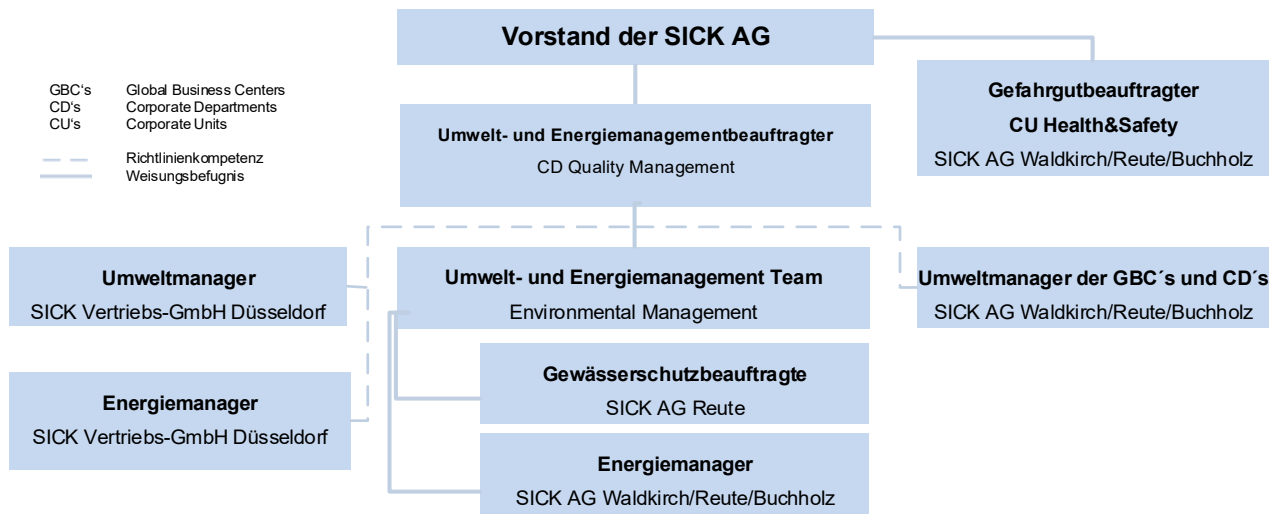 Vorstand der SICK AG
GBC‘s Global Business Centers
CD‘s Corporate Departments
CU‘s Corporate Units
Richtlinienkompetenz
Weisungsbefugnis
Gefahrgutbeauftragter
CU Health&Safety
SICK AG Waldkirch/Reute/Buchholz
Umwelt- und Energiemanagementbeauftragter
CD Quality Management
Umweltmanager
SICK Vertriebs-GmbH Düsseldorf
Umwelt- und Energiemanagement Team
Environmental Management
Umweltmanager der GBC´s und CD´s
SICK AG Waldkirch/Reute/Buchholz
Energiemanager
SICK Vertriebs-GmbH Düsseldorf
Gewässerschutzbeauftragte
SICK AG Reute
Energiemanager
SICK AG Waldkirch/Reute/Buchholz